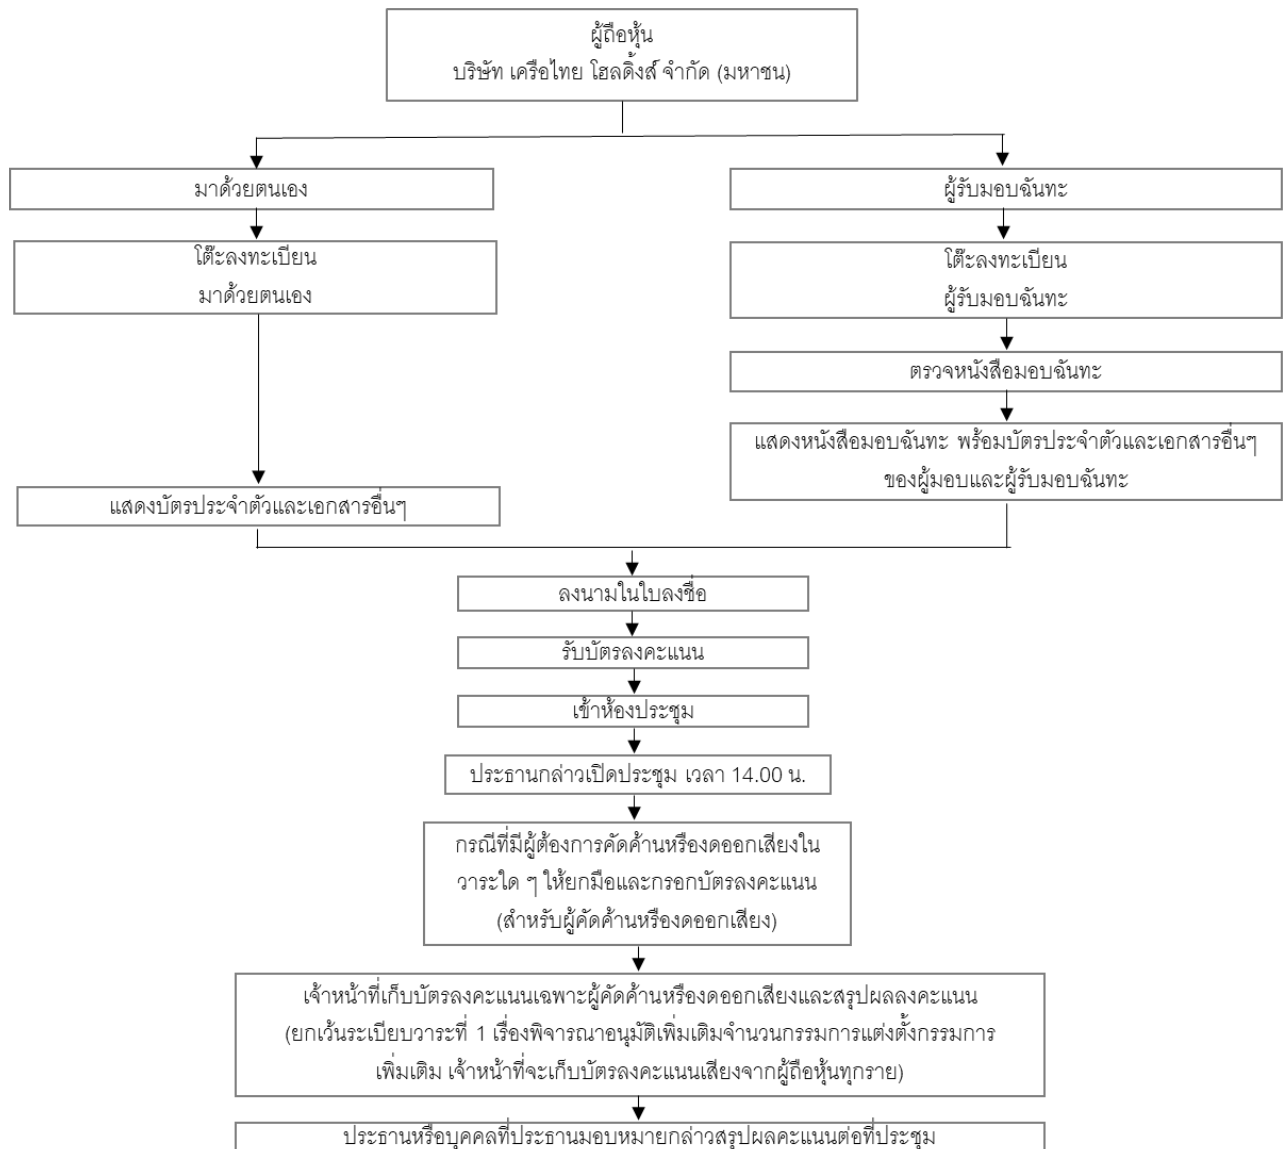 ผู้ถือหุ้น
บริษัท เครือไทย โฮลดิ้งส์ จำกัด (มหาชน)
มาด้วยตนเอง
ผู้รับมอบฉันทะ
โต๊ะลงทะเบียน
มาด้วยตนเอง
โต๊ะลงทะเบียน
ผู้รับมอบฉันทะ
ตรวจหนังสือมอบฉันทะ
แสดงหนังสือมอบฉันทะ พร้อมบัตรประจำตัวและเอกสารอื่นๆ
ของผู้มอบและผู้รับมอบฉันทะ
แสดงบัตรประจำตัวและเอกสารอื่นๆ
ลงนามในใบลงชื่อ
รับบัตรลงคะแนน
เข้าห้องประชุม
ประธานกล่าวเปิดประชุม เวลา 14.00 น.
กรณีที่มีผู้ต้องการคัดค้านหรืองดออกเสียงใน
วาระใด ๆ ให้ยกมือและกรอกบัตรลงคะแนน
(สำหรับผู้คัดค้านหรืองดออกเสียง)
เจ้าหน้าที่เก็บบัตรลงคะแนนเฉพาะผู้คัดค้านหรืองดออกเสียงและสรุปผลลงคะแนน
(ยกเว้นระเบียบวาระที่ 1 เรื่องพิจารณาอนุมัติเพิ่มเติมจำนวนกรรมการแต่งตั้งกรรมการ
เพิ่มเติม เจ้าหน้าที่จะเก็บบัตรลงคะแนนเสียงจากผู้ถือหุ้นทุกราย)
ประธานหรือบุคคลที่ประธานมอบหมายกล่าวสรุปผลคะแนนต่อที่ประชุม